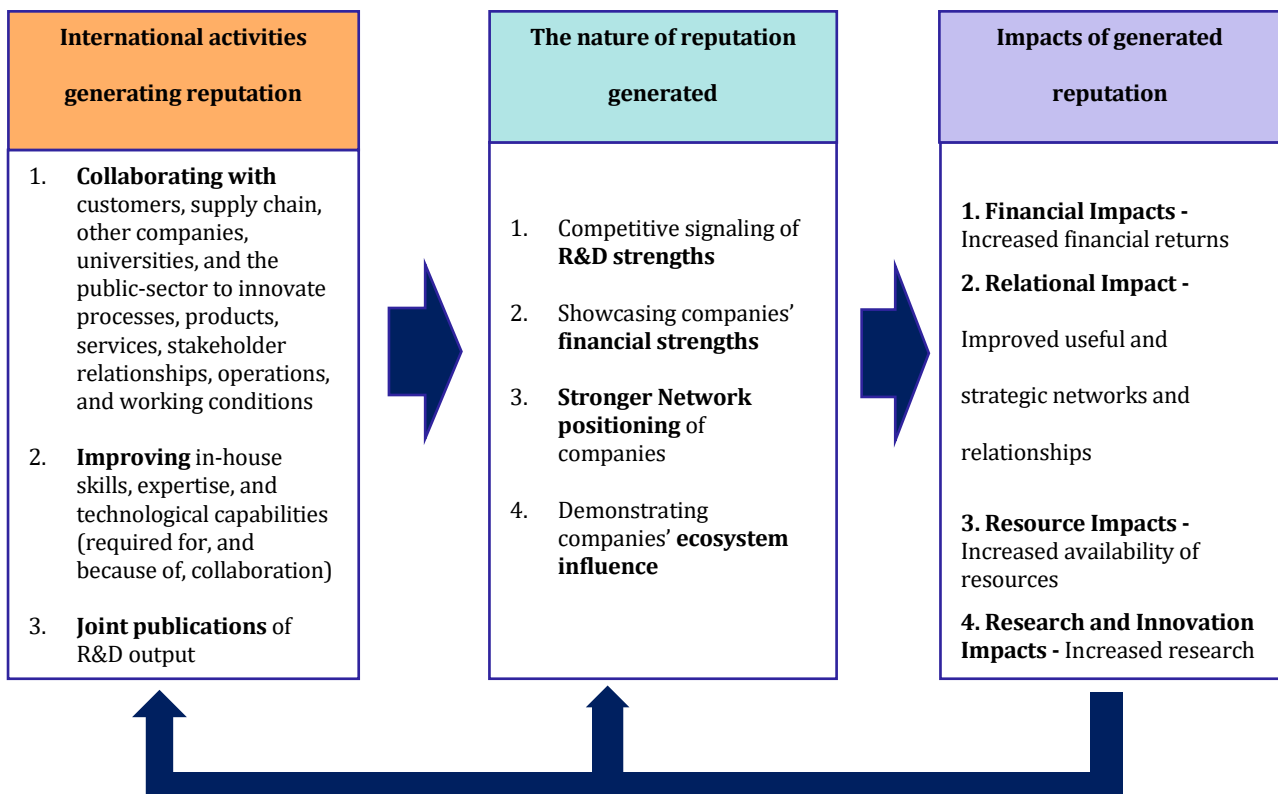 International activities
generating reputation
1. Collaborating with
customers, supply chain,
other companies,
universities, and the
public-sector to innovate
processes, products,
services, stakeholder
relationships, operations,
and working conditions
2. Improving in-house
skills, expertise, and
technological capabilities
(required for, and
because of, collaboration)
3. Joint publications of
R&D output
The nature of reputation
generated
1. Competitive signaling of
R&D strengths
2. Showcasing companies’
financial strengths
3. Stronger Network
positioning of
companies
4. Demonstrating
companies’ ecosystem
influence
Impacts of generated
reputation
1. Financial Impacts -
Increased financial returns
2. Relational Impact -
Improved useful and
strategic networks and
relationships
3. Resource Impacts -
Increased availability of
resources
4. Research and Innovation
Impacts - Increased research